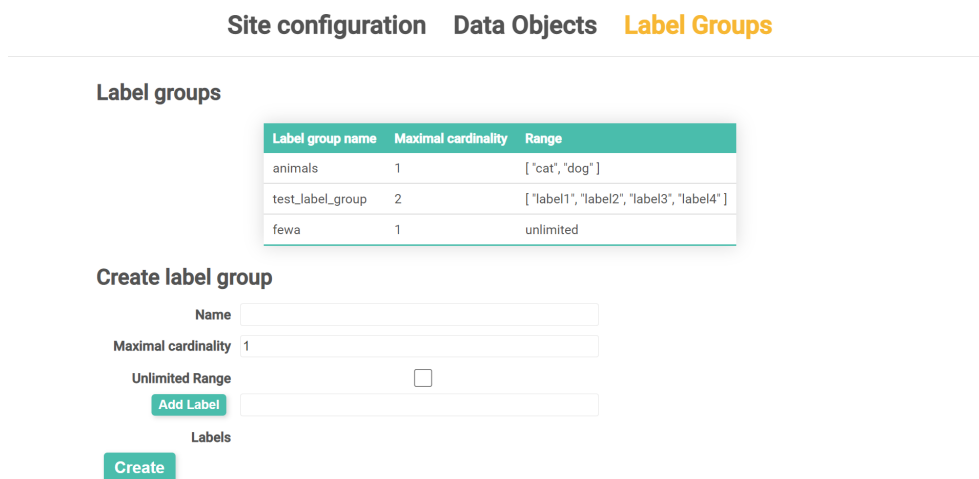 Site configuration Data Objects Label Groups
Label groups
Label group name Maximal cardinality Range
animals 1 [ "cat", "dog" ]
test_label_group 2 [ "label1", "label2", "label3", "label4" ]
fewa 1 unlimited
Create label group
Name
Maximal cardinality 1
Unlimited Range
Add Label
Labels
Create